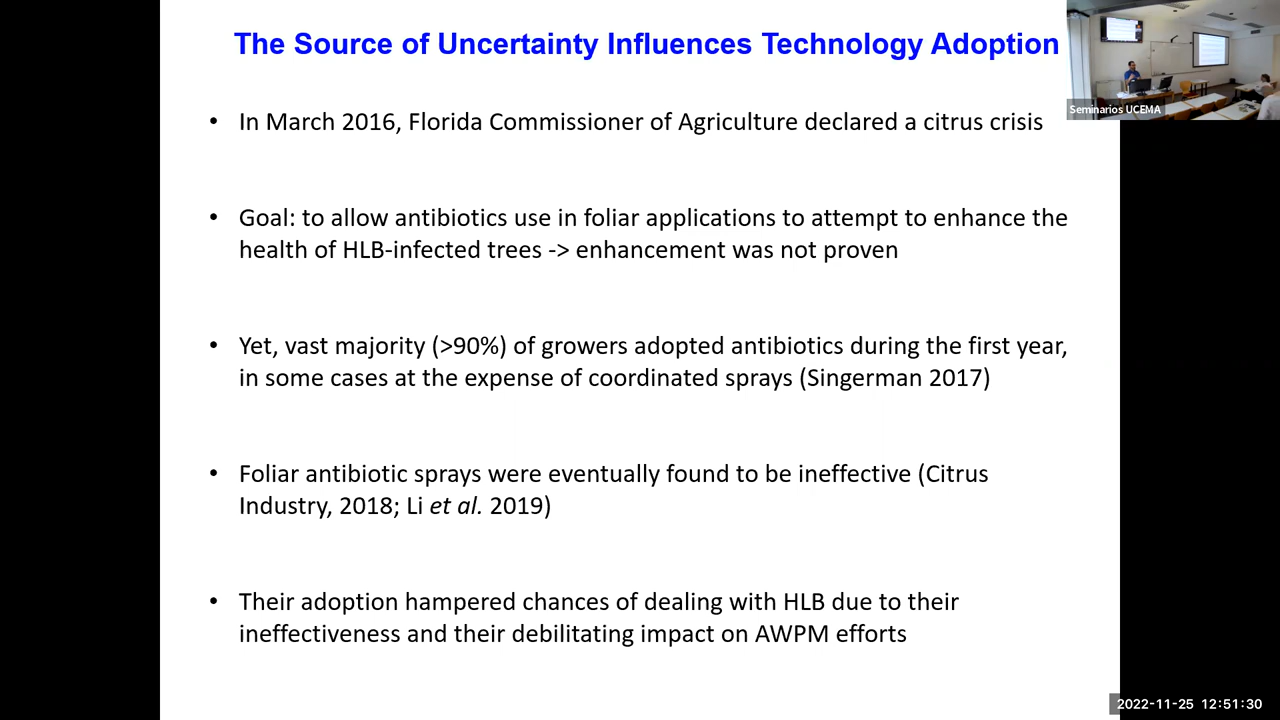 The Source of Uncertainty Influences Technology Adoption
Seminarios UCEMA
• In March 2016, Florida Commissioner of Agriculture declared a citrus crisis
• Goal: to allow antibiotics use in foliar applications to attempt to enhance the
health of HLB-infected trees -> enhancement was not proven
• Yet, vast majority (>90%) of growers adopted antibiotics during the first year,
in some cases at the expense of coordinated sprays (Singerman 2017)
• Foliar antibiotic sprays were eventually found to be ineffective (Citrus
Industry, 2018; Li et al. 2019)
• Their adoption hampered chances of dealing with HLB due to their
ineffectiveness and their debilitating impact on AWPM efforts
2022-11-25 12:51:30